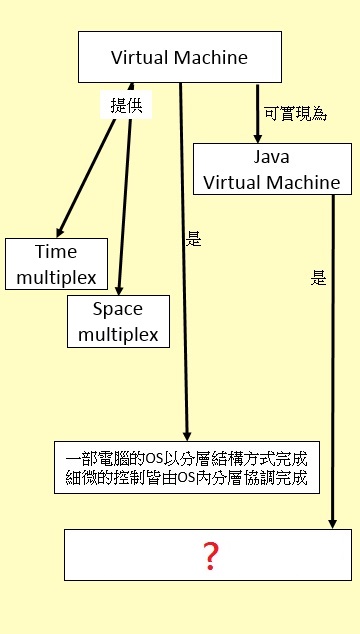 Virtual Machine
提供
可實現為
Java
Virtual Machine
Time
multiplex
是
是
Space
multiplex
一部電腦的OS以分層結構方式完成
細微的控制皆由OS內分層協調完成
?